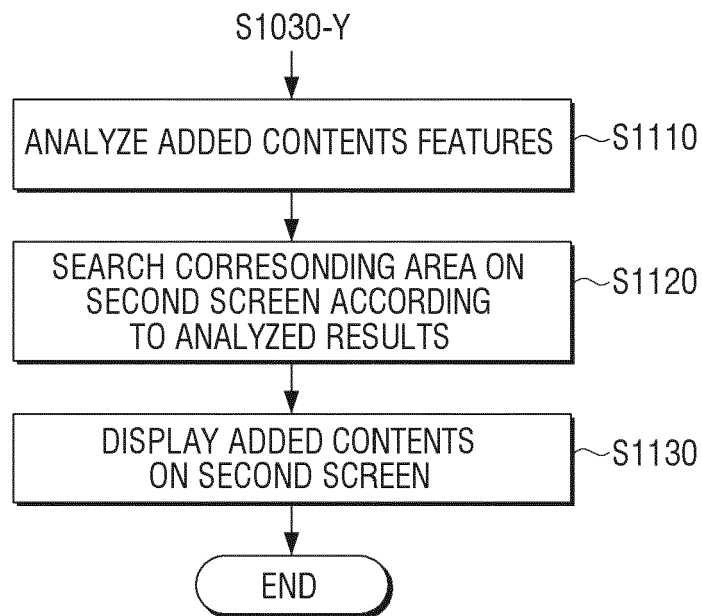 S1030-Y
ANALYZE ADDED CONTENTS FEATURES
S1110
SEARCH CORRESONDING AREA ON
SECOND SCREEN ACCORDING
TO ANALYZED RESULTS
S1120
DISPLAY ADDED CONTENTS
ON SECOND SCREEN
S1130
END